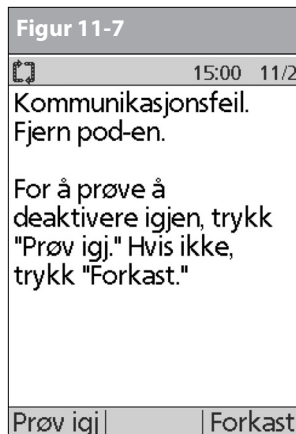 Figur 11-7
15:00 11/2
Kommunikasjonsfeil.
Fjern pod-en.
For å prøve å
deaktivere igjen, trykk
"Prøv igj." Hvis ikke,
trykk "Forkast."
Prøv igj Forkast